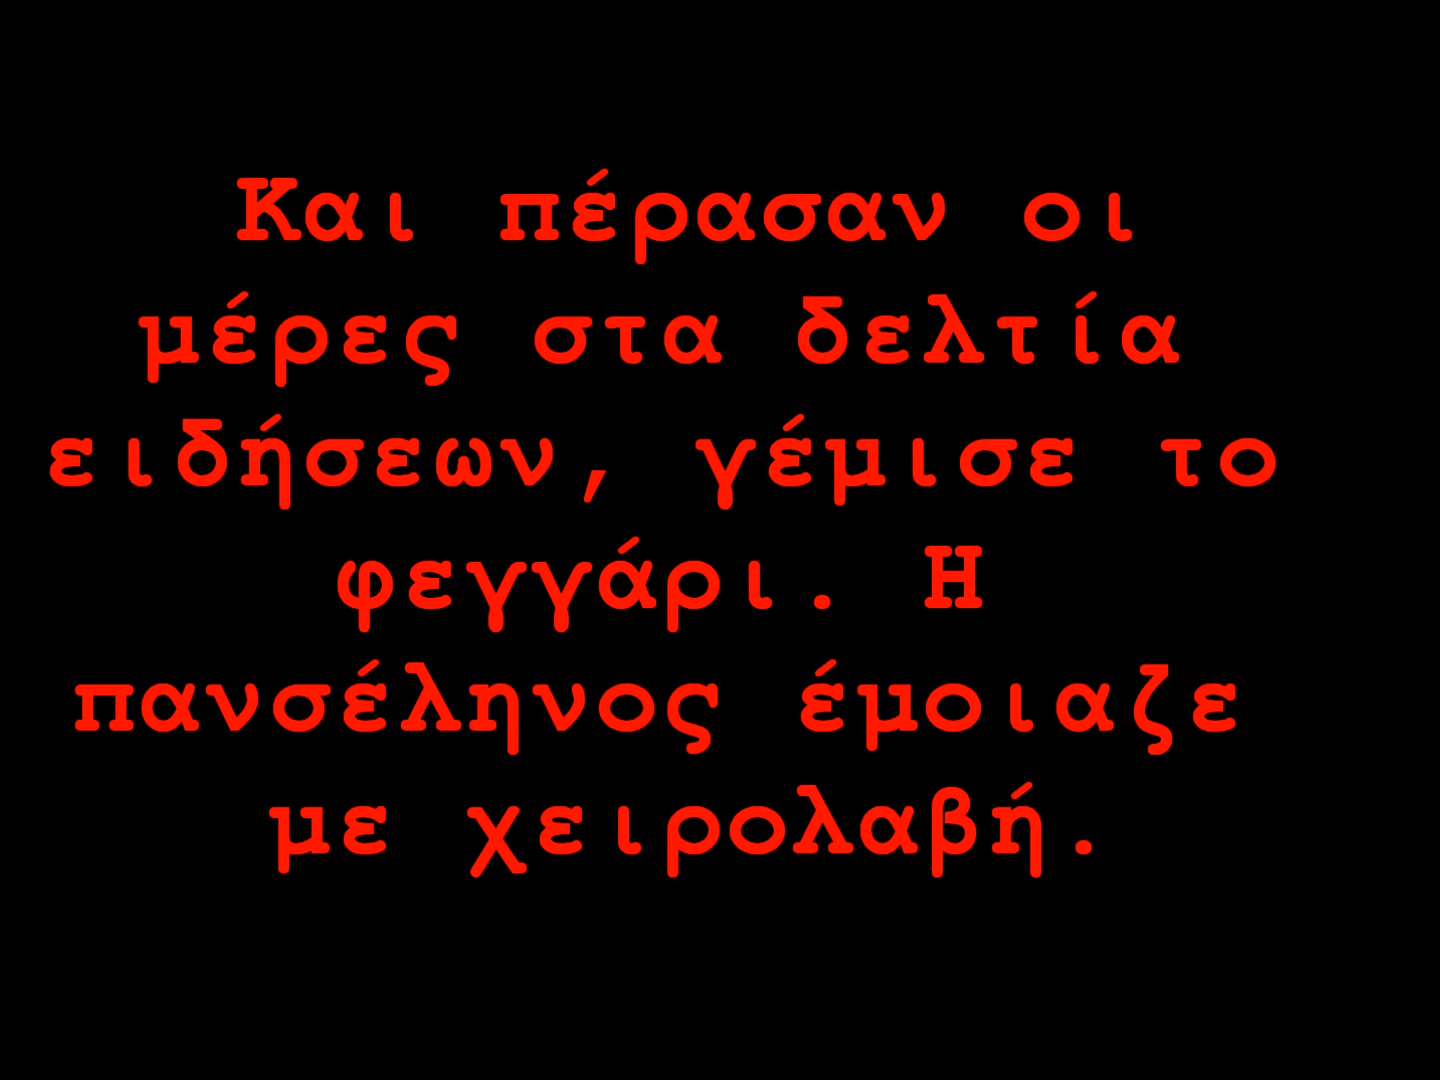 Και πέρασαν οι
μέρες στα δελτία
ειδήσεων, γέμισε το
φεγγάρι. Η
πανσέληνος έμοιαζε
με χειρολαβή.